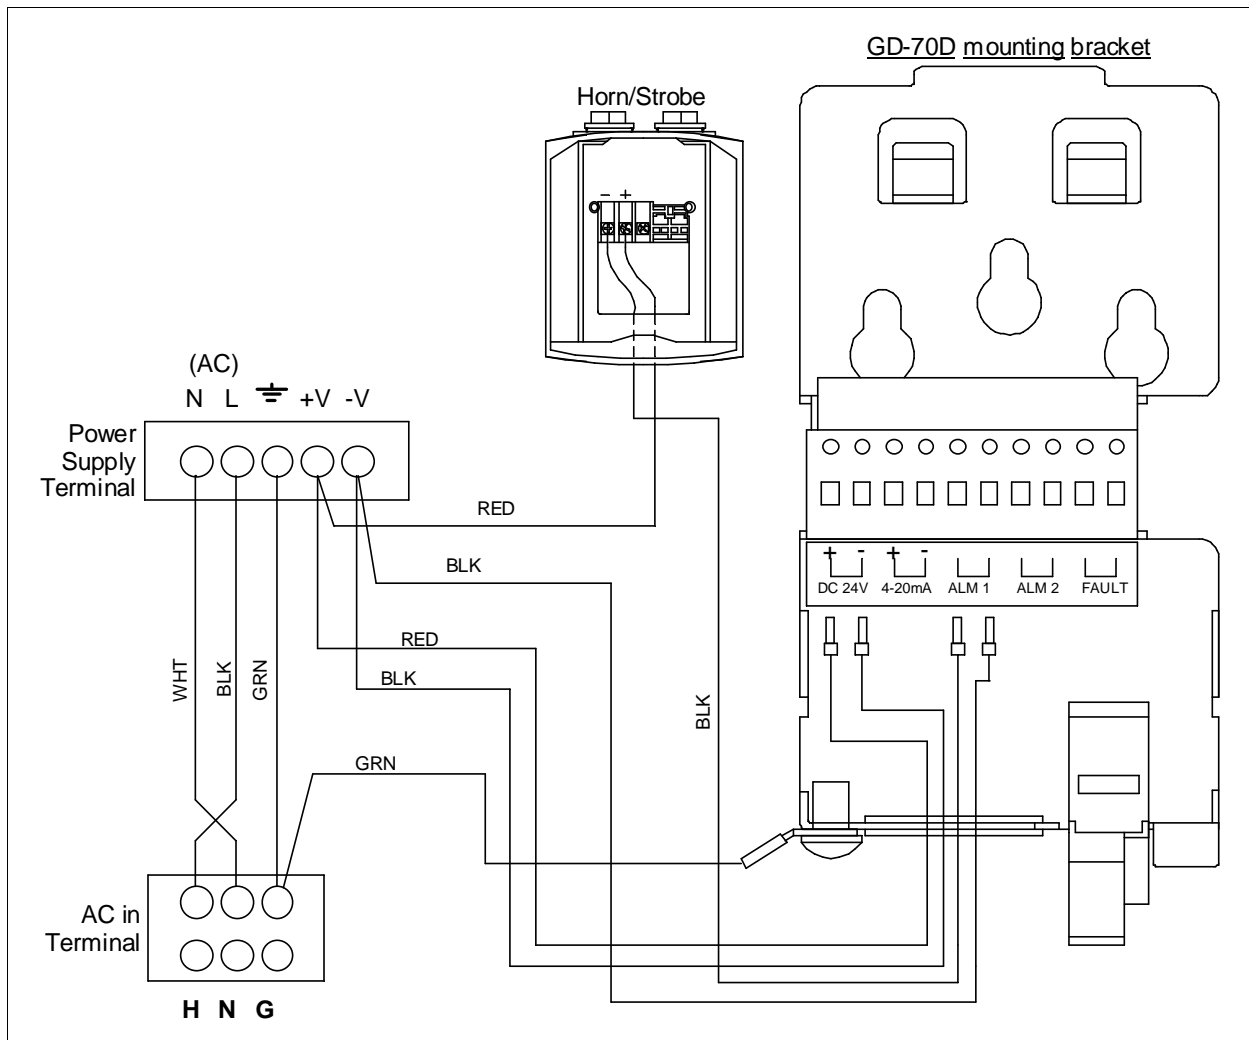 GD-70D mounting bracket
Horn/Strobe
- +
(AC)
N L +V -V
Power
Supply
Terminal
RED
BLK
+ - + -
DC 24V 4-20mA ALM 1 ALM 2 FAULT
RED
BLK
WHT
BLK
GRN
BLK
GRN
AC in
Terminal
H N G